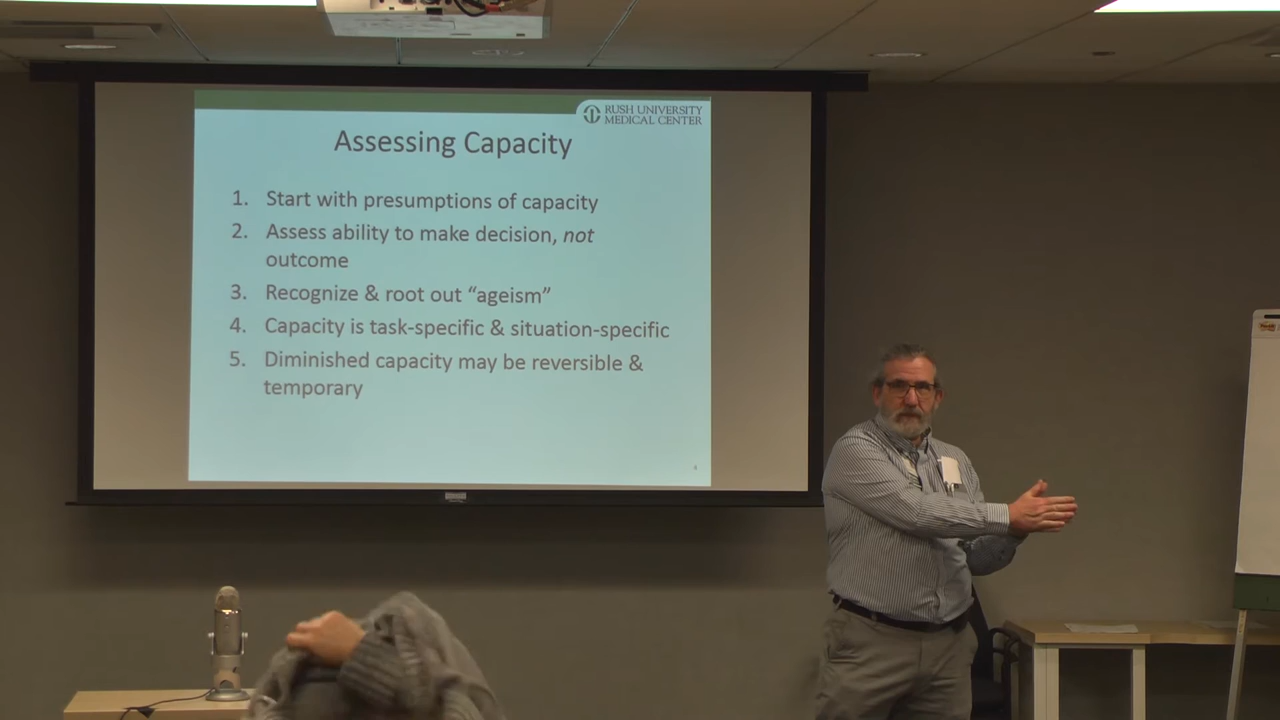 RUSH UNIVERSITY
MEDICAL CENTER
Assessing Capacity
1. Start with presumptions of capacity
2. Assess ability to make decision, not
outcome
3. Recognize & root out “ageism”
4. Capacity is task-specific & situation-specific
5. Diminished capacity may be reversible &
temporary